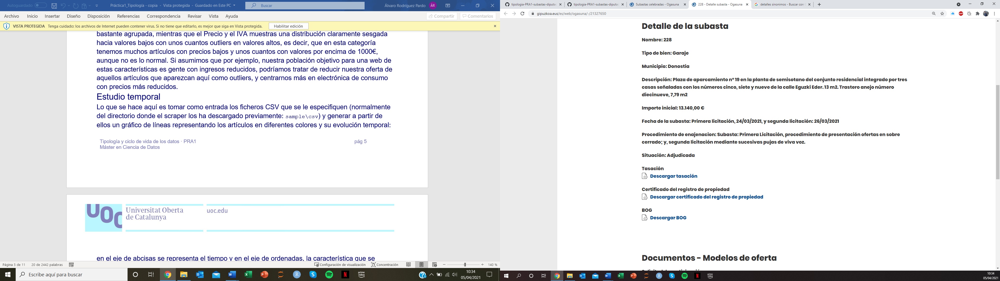 Autoguardado
Práctica1_Tipología - copia - Vista protegida - Guardado en Este PC
Buscar
Álvaro Rodríguez Pardo
ÁR
Archivo Inicio Insertar Diseño Disposición Referencias Correspondencia Revisar Vista Ayuda
Compartir
Comentarios
VISTA PROTEGIDA Tenga cuidado: los archivos de Internet pueden contener virus. Si no tiene que editarlo, es mejor que siga en Vista protegida.
Habilitar edición
bastante agrupada, mientras que el Precio y el IVA muestras una distribución claramente sesgada
hacia valores bajos con unos cuantos outliers en valores altos, es decir, que en esta categoría
tenemos muchos artículos con precios bajos y unos cuantos con valores por encima de 1000€,
aunque no es lo normal. Si asumimos que por ejemplo, nuestra población objetivo para una web de
estas características es gente con ingresos reducidos, podríamos tratar de reducir nuestra oferta de
aquellos artículos que aparezcan aquí como outliers, y centrarnos más en electrónica de consumo
con precios más reducidos.
Estudio temporal
Lo que se hace aquí es tomar como entrada los ficheros CSV que se le especifiquen (normalmente
del directorio donde el scraper los ha descargado previamente: sample\csv) y generar a partir de
ellos un gráfico de líneas representando los artículos en diferentes colores y su evolución temporal:
Tipología y ciclo de vida de los datos · PRA1
pág 5
Máster en Ciencia de Datos
UOC
Universitat Oberta
de Catalunya
uoc.edu
en el eje de abcisas se representa el tiempo y en el eje de ordenadas, la característica que se
Página 5 de 11 20 de 2442 palabras
Configuración de visualización
Concentración
140 %
Escribe aquí para buscar
prime
video
10:34
05/04/2021
tipologia-PRA1-subastas-diputac
tipologia-PRA1-subastas-diputac
Subastas celebradas - Ogasuna
228 - Detalle subasta - Ogasuna
detalles sinonimos - Buscar con G
gipuzkoa.eus/es/web/ogasuna/-/21327650
ABP
Detalle de la subasta
Nombre: 228
Tipo de bien: Garaje
Municipio: Donostia
Descripción: Plaza de aparcamiento nº 19 en la planta de semisotano del conjunto residencial integrado por tres
casas señaladas con los números cinco, siete y nueve de la calle Eguzki Eder. 13 m2. Trastero anejo número
diecinueve, 7,79 m2
Importe inicial: 13.140,00 €
Fecha de la subasta: Primera licitación, 24/03/2021, y segunda licitación: 26/03/2021
Procedimiento de enajenacion: Subasta: Primera Licitación, procedimiento de presentación ofertas en sobre
cerrado; y, segunda licitación mediante sucesivas pujas de viva voz.
Situación: Adjudicada
Tasación
Descargar tasación
Certificado del registro de propiedad
Descargar certificado del registro de propiedad
BOG
Descargar BOG
Documentos - Modelos de oferta
prime
video
10:34
05/04/2021